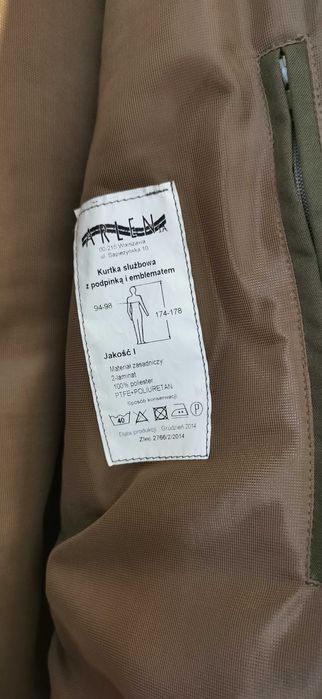 ARLEN
00-215 Warszawa
ul. Sapieżyńska 10
Kurtka służbowa
z podpinką i emblematem
94-98
174-178
Jakość I
Materiał zasadniczy
2-laminat
100% poliester
PTFE+POLIURETAN
Sposób konserwacji
40 P
Data produkcji : Grudzień 2014
Zlec 2766/2/2014